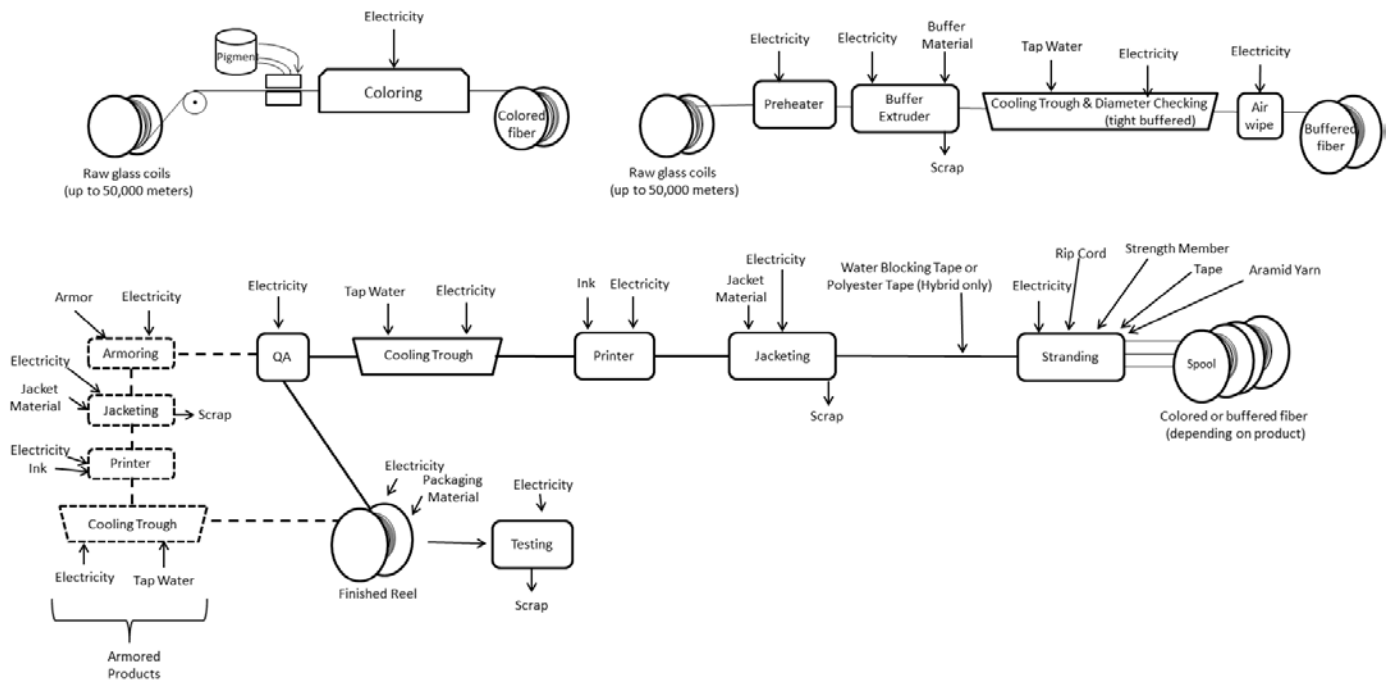 Electricity
Pigment
Coloring
Colored
fiber
Raw glass coils
(up to 50,000 meters)
Electricity
Electricity
Buffer
Material
Tap Water
Electricity
Electricity
Preheater
Buffer
Extruder
Cooling Trough & Diameter Checking
(tight buffered)
Air
wipe
Buffered
fiber
Scrap
Raw glass coils
(up to 50,000 meters)
Armor
Electricity
Electricity
Tap Water
Electricity
Ink
Electricity
Electricity
Jacket
Material
Water Blocking Tape or
Polyester Tape (Hybrid only)
Electricity
Rip Cord
Strength Member
Tape
Aramid Yarn
Armoring
QA
Cooling Trough
Printer
Jacketing
Stranding
Spool
Scrap
Colored or buffered fiber
(depending on product)
Electricity
Jacket
Material
Jacketing
Scrap
Electricity
Ink
Printer
Cooling Trough
Electricity
Tap Water
Armored
Products
Electricity
Packaging
Material
Finished Reel
Electricity
Testing
Scrap